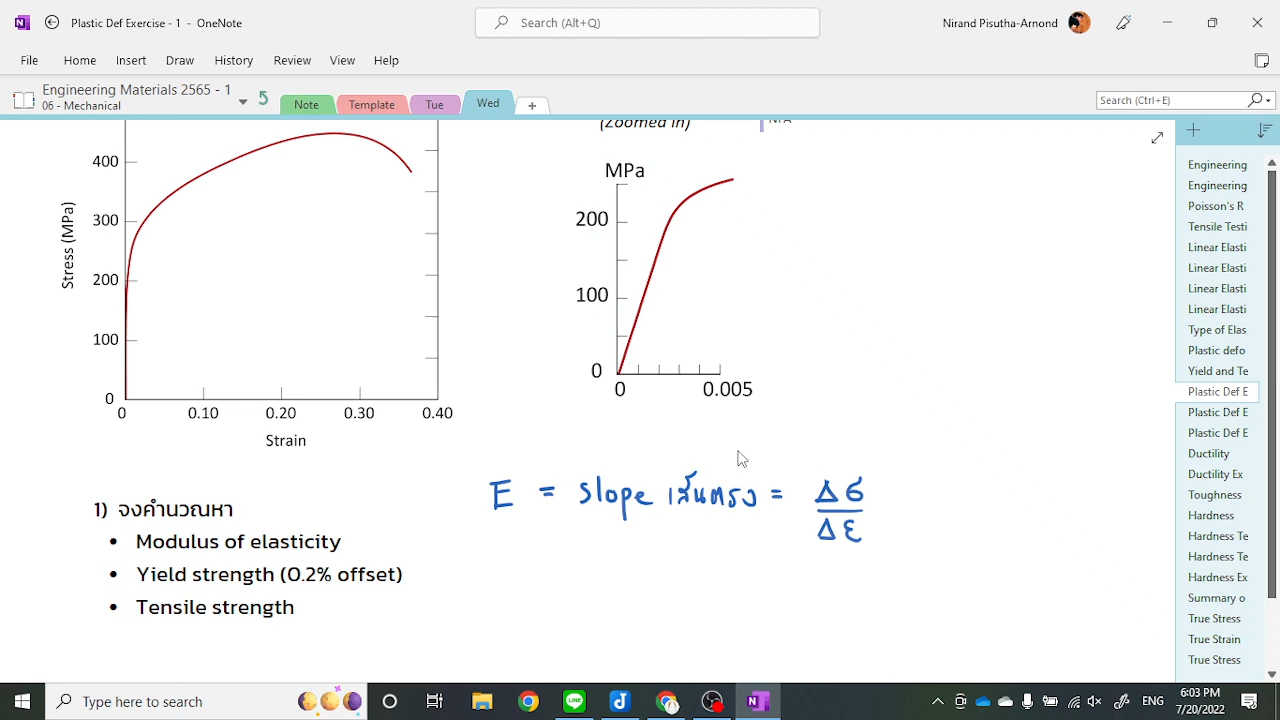 Plastic Def Exercise - 1 - OneNote
Search (Alt+Q)
Nirand Pisutha-Arnond
File Home Insert Draw History Review View Help
Engineering Materials 2565 - 1
06 - Mechanical
Note Template Tue Wed +
Search (Ctrl+E)
(Zoomed in)
MPa
400
300
200
100
0
Stress (MPa)
0 0.10 0.20 0.30 0.40
Strain
200
100
0
0 0.005
E = slope เส้นตรง = Δσ
Δε
1) จงคำนวณหา
• Modulus of elasticity
• Yield strength (0.2% offset)
• Tensile strength
Engineering
Engineering
Poisson's R
Tensile Testi
Linear Elasti
Linear Elasti
Linear Elasti
Linear Elasti
Type of Elas
Plastic defo
Yield and Te
Plastic Def E
Plastic Def E
Plastic Def E
Ductility
Ductility Ex
Toughness
Hardness
Hardness Te
Hardness Te
Hardness Ex
Summary o
True Stress
True Strain
True Stress
Type here to search
ENG
6:03 PM
7/20/2022